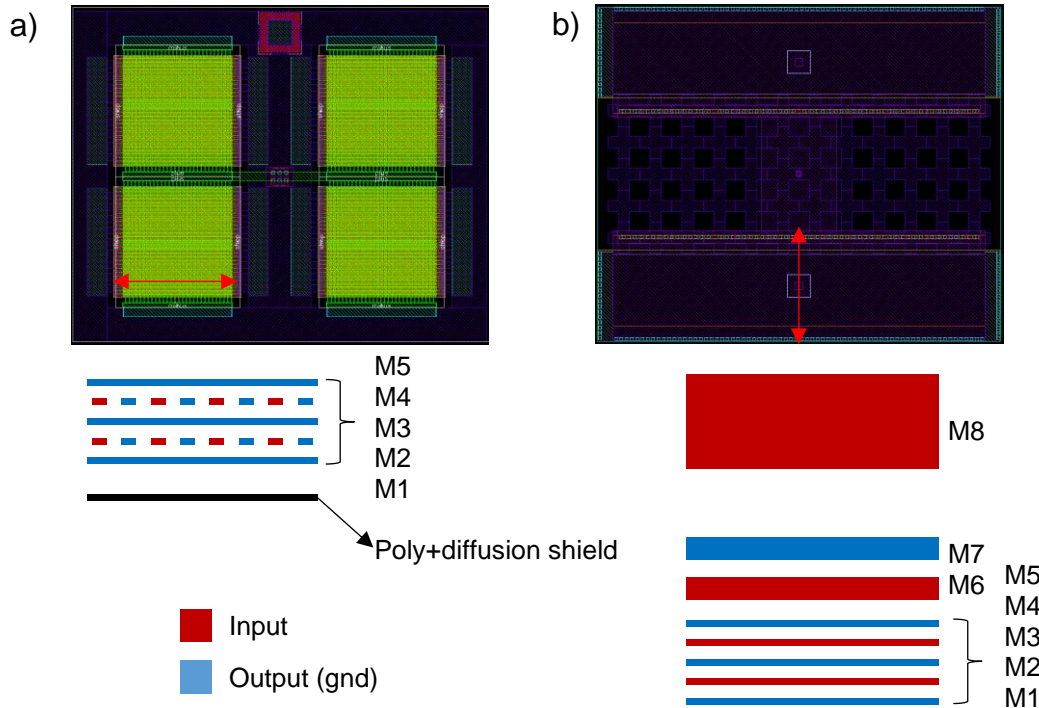 a)
b)
M5
M4
M3
M2
M1
Poly+diffusion shield
Input
Output (gnd)
M8
M7
M6
M5
M4
M3
M2
M1